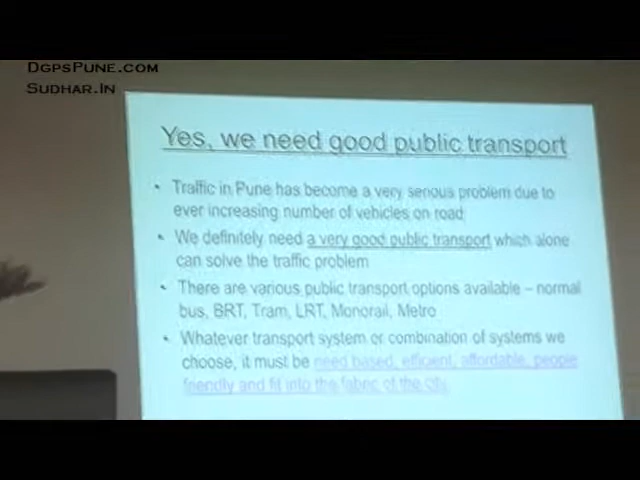 DgpsPune.com
Sudhar.In
Yes, we need good public transport
• Traffic in Pune has become a very serious problem due to
ever increasing number of vehicles on road
• We definitely need a very good public transport which alone
can solve the traffic problem
• There are various public transport options available – normal
bus, BRT, Tram, LRT, Monorail, Metro
• Whatever transport system or combination of systems we
choose, it must be need based, efficient, affordable, people
friendly and fit into the fabric of the city.